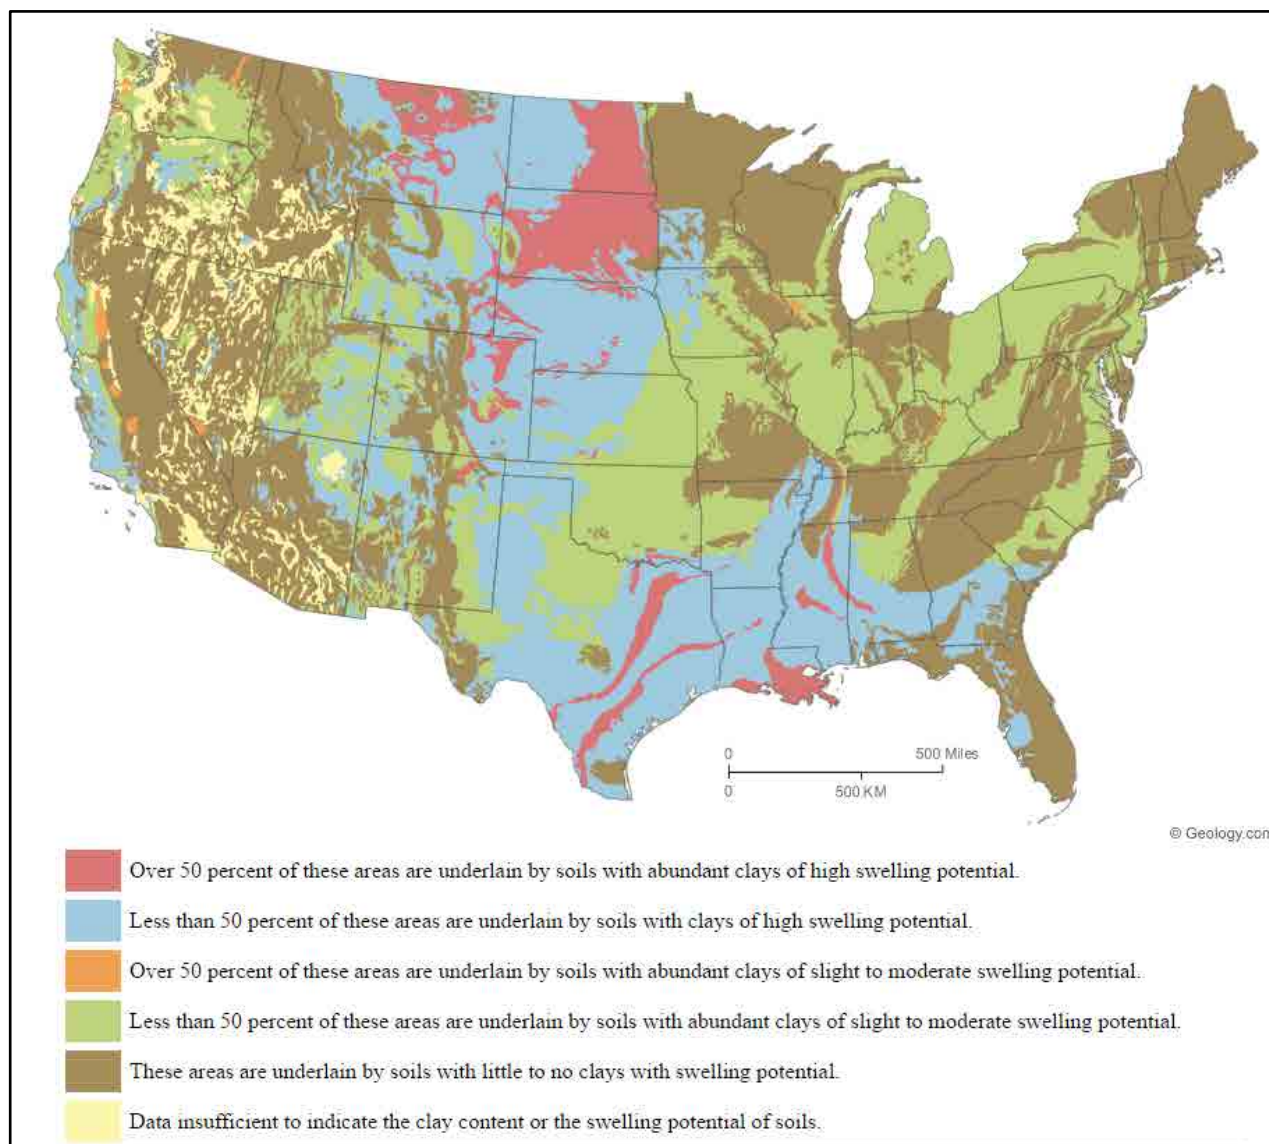 0 500 Miles
0 500 KM
© Geology.com
Over 50 percent of these areas are underlain by soils with abundant clays of high swelling potential.
Less than 50 percent of these areas are underlain by soils with clays of high swelling potential.
Over 50 percent of these areas are underlain by soils with abundant clays of slight to moderate swelling potential.
Less than 50 percent of these areas are underlain by soils with abundant clays of slight to moderate swelling potential.
These areas are underlain by soils with little to no clays with swelling potential.
Data insufficient to indicate the clay content or the swelling potential of soils.